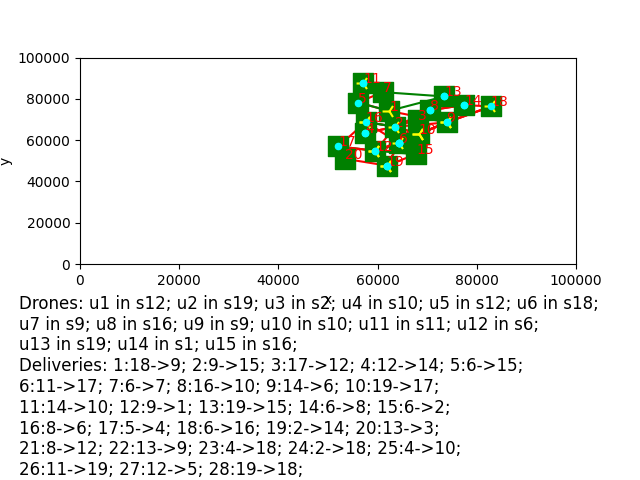 100000
80000
60000
40000
20000
0
y
0 20000 40000 60000 80000 100000
x
Drones: u1 in s12; u2 in s19; u3 in s2; u4 in s10; u5 in s12; u6 in s18;
u7 in s9; u8 in s16; u9 in s9; u10 in s10; u11 in s11; u12 in s6;
u13 in s19; u14 in s1; u15 in s16;
Deliveries: 1:18->9; 2:9->15; 3:17->12; 4:12->14; 5:6->15;
6:11->17; 7:6->7; 8:16->10; 9:14->6; 10:19->17;
11:14->10; 12:9->1; 13:19->15; 14:6->8; 15:6->2;
16:8->6; 17:5->4; 18:6->16; 19:2->14; 20:13->3;
21:8->12; 22:13->9; 23:4->18; 24:2->18; 25:4->10;
26:11->19; 27:12->5; 28:19->18;